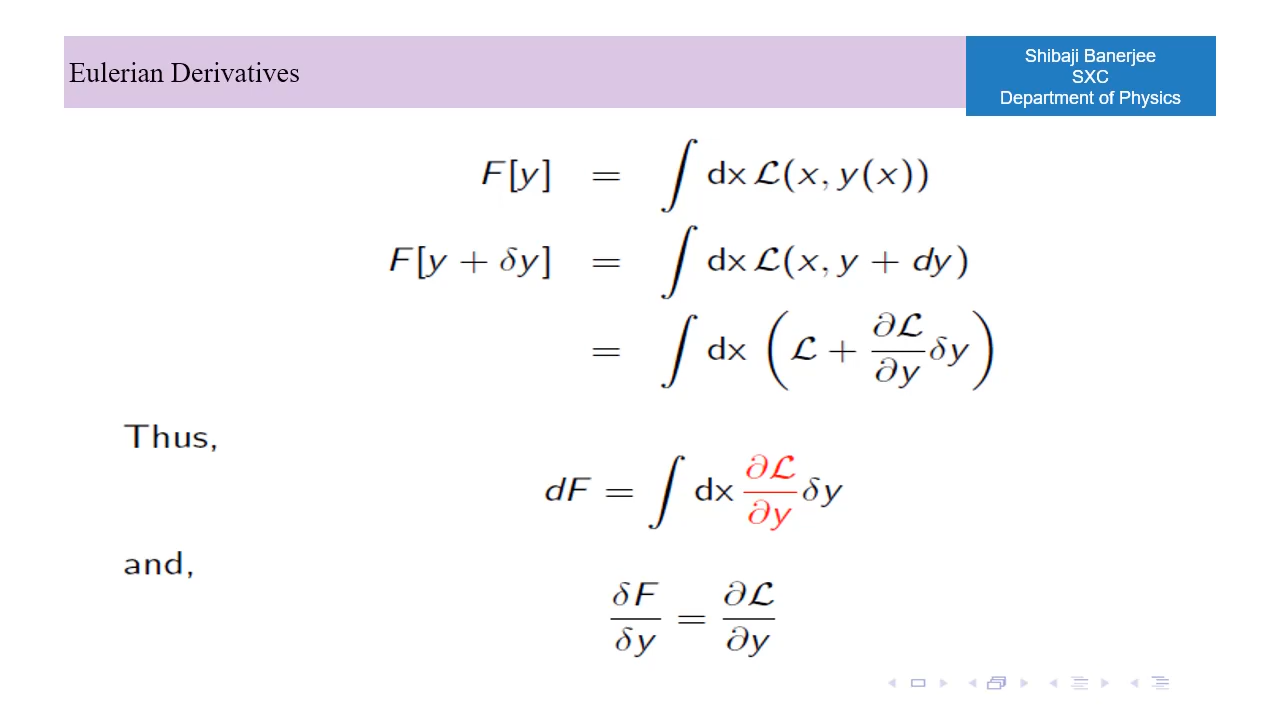 Eulerian Derivatives
Shibaji Banerjee
SXC
Department of Physics
F[y] = ∫ dx ℒ(x, y(x))
F[y + δy] = ∫ dx ℒ(x, y + dy)
= ∫ dx (ℒ + ∂ℒ/∂y δy)
Thus,
dF = ∫ dx ∂ℒ/∂y δy
and,
δF/δy = ∂ℒ/∂y